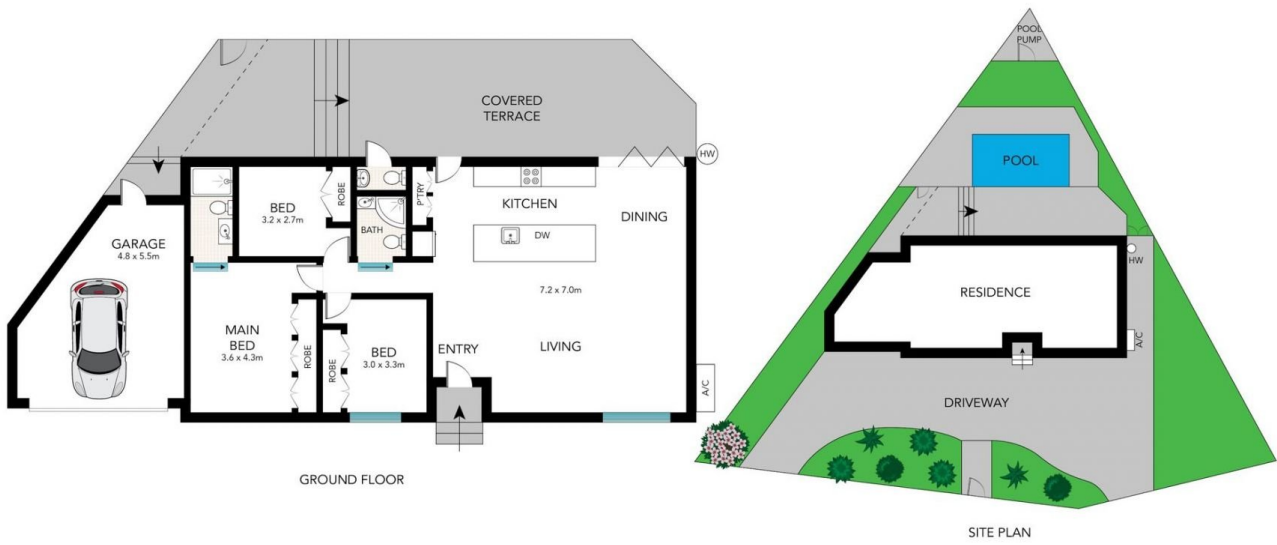 COVERED
TERRACE
HW
BED
3.2 x 2.7m
ROBE
P'TRY
KITCHEN
DINING
BATH
DW
GARAGE
4.8 x 5.5m
7.2 x 7.0m
MAIN
BED
3.6 x 4.3m
ROBE
ROBE
BED
3.0 x 3.3m
ENTRY
LIVING
A/C
GROUND FLOOR
POOL
PUMP
POOL
HW
RESIDENCE
A/C
DRIVEWAY
SITE PLAN